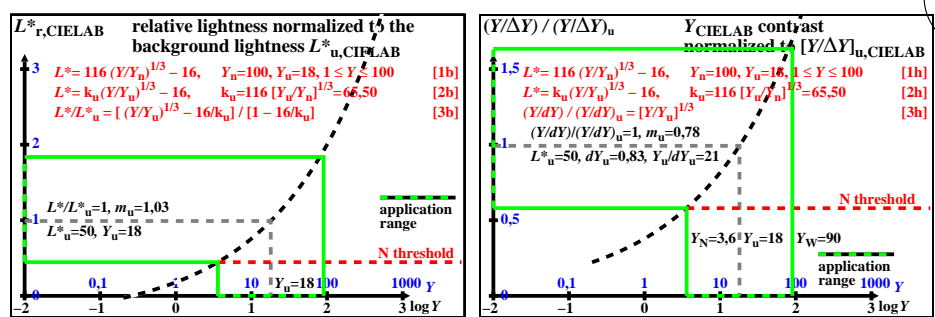 L*r,CIELAB relative lightness normalized to the
background lightness L*u,CIELAB
3
L*= 116 (Y/Yn)1/3 – 16, Yn=100, Yu=18, 1 ≤ Y ≤ 100 [1b]
L*= ku(Y/Yu)1/3 – 16, ku=116 [Yu/Yn]1/3=65,50 [2b]
L*/L*u = [ (Y/Yu)1/3 – 16/ku] / [1 – 16/ku] [3b]
2
L*/L*u=1, mu=1,03
1
L*u=50, Yu=18
application
range
N threshold
0,1 1 10 Yu=18 100 1000 Y
0
–2 –1 0 1 2 3 log Y
(Y/ΔY) / (Y/ΔY)u YCIELAB contrast
normalized to [Y/ΔY]u,CIELAB
1,5
L*= 116 (Y/Yn)1/3 – 16, Yn=100, Yu=18, 1 ≤ Y ≤ 100 [1h]
L*= ku(Y/Yu)1/3 – 16, ku=116 [Yu/Yn]1/3=65,50 [2h]
(Y/dY) / (Y/dY)u = [Y/Yu]1/3 [3h]
(Y/dY)/(Y/dY)u=1, mu=0,78
1
L*u=50, dYu=0,83, Yu/dYu=21
N threshold
0,5
YN=3,6 Yu=18 YW=90
application
range
0,1 1 10 100 1000 Y
0
–2 –1 0 1 2 3 log Y